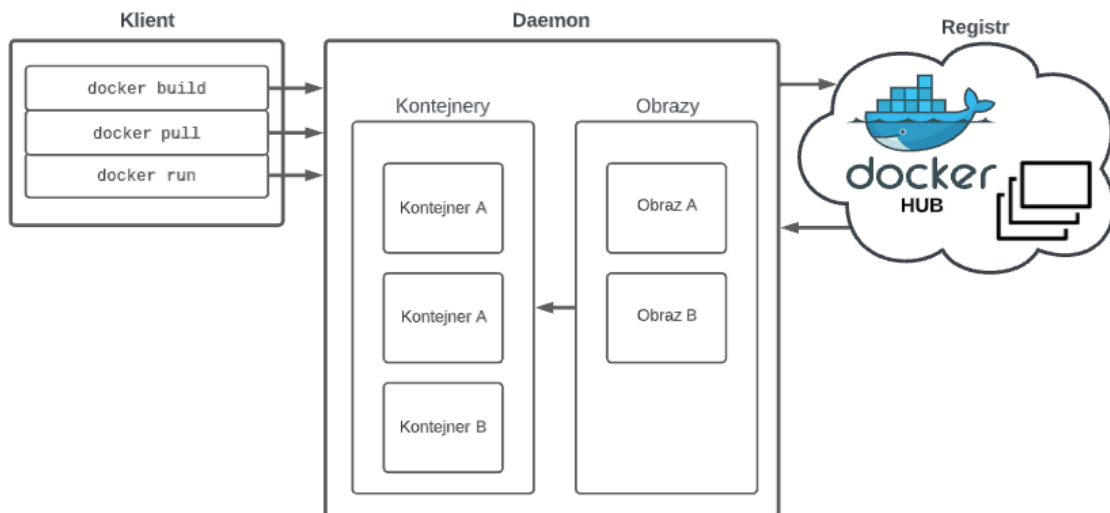 Klient
docker build
docker pull
docker run
Daemon
Kontejnery
Kontejner A
Kontejner A
Kontejner B
Obrazy
Obraz A
Obraz B
Registr
docker
HUB